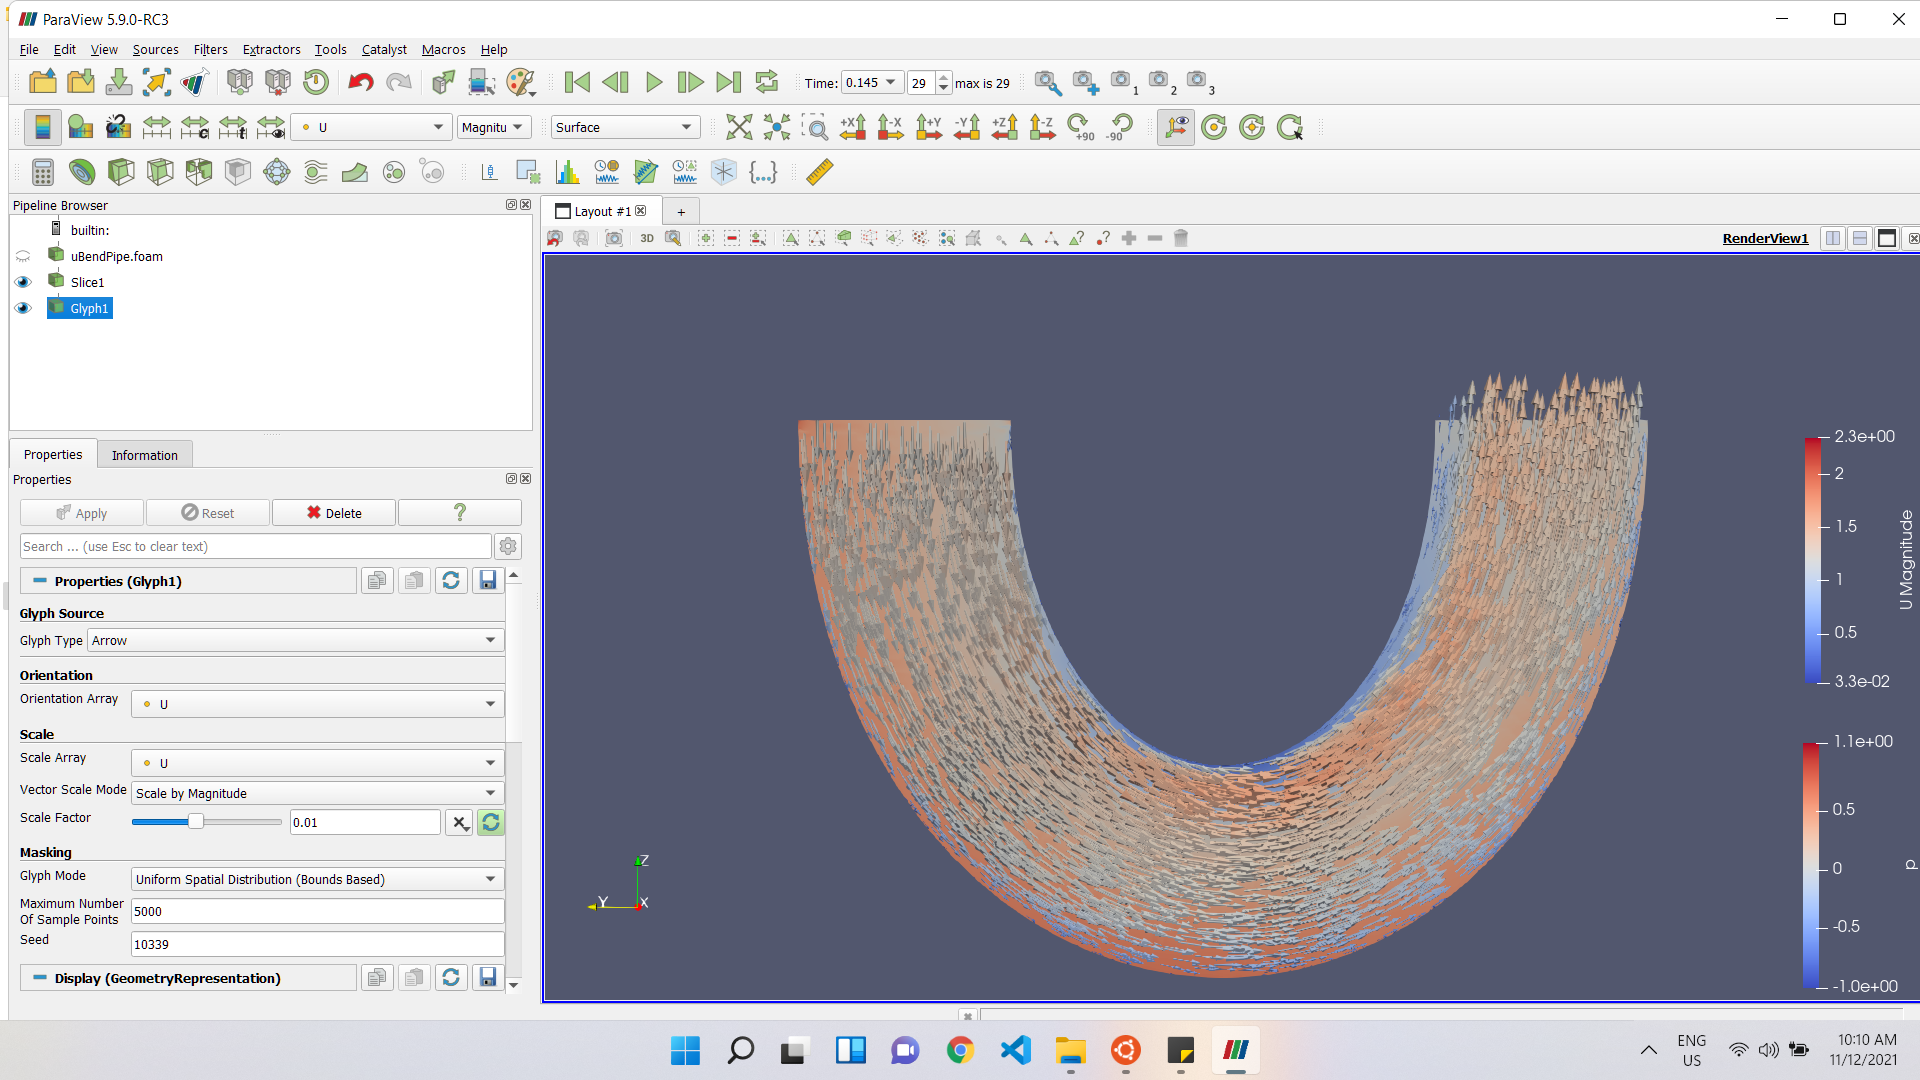 ParaView 5.9.0-RC3
File Edit View Sources Filters Extractors Tools Catalyst Macros Help
Time: 0.145 29 max is 29 1 2 3
U Magnitu Surface +X -X +Y -Y +Z -Z +90 -90
Pipeline Browser
builtin:
uBendPipe.foam
Slice1
Glyph1
Properties Information
Properties
Apply Reset Delete ?
Search ... (use Esc to clear text)
Properties (Glyph1)
Glyph Source
Glyph Type Arrow
Orientation
Orientation Array U
Scale
Scale Array U
Vector Scale Mode Scale by Magnitude
Scale Factor 0.01
Masking
Glyph Mode Uniform Spatial Distribution (Bounds Based)
Maximum Number
Of Sample Points 5000
Seed 10339
Display (GeometryRepresentation)
Layout #1 +
3D RenderView1
2.3e+00
2
1.5
1
0.5
3.3e-02
U Magnitude
1.1e+00
0.5
0
-0.5
-1.0e+00
p
Z
Y X
ENG
US
10:10 AM
11/12/2021